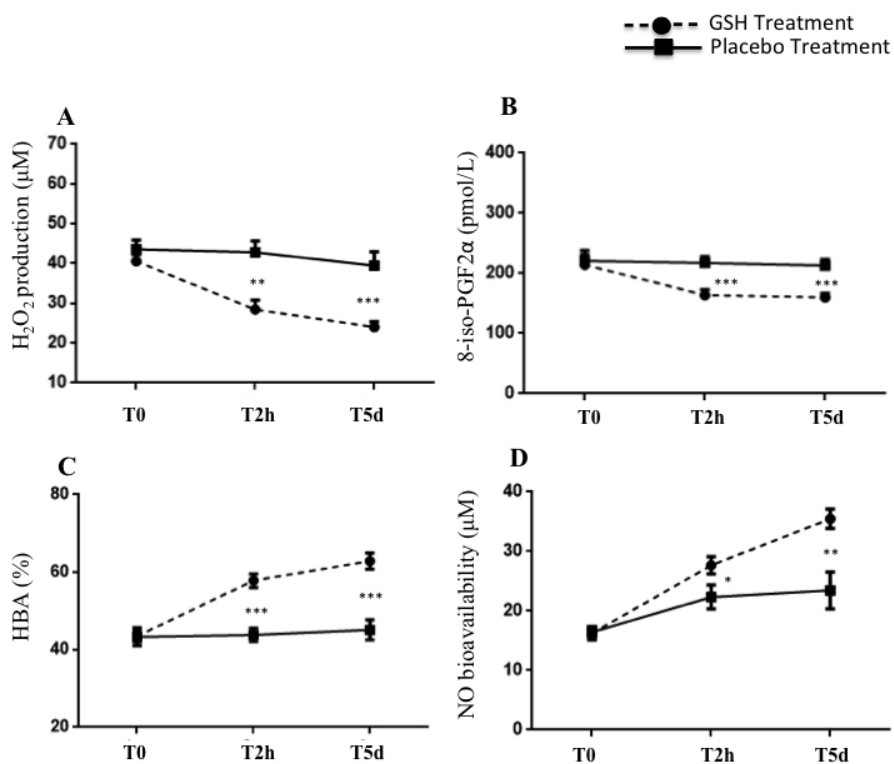 GSH Treatment
Placebo Treatment
A
H₂O₂ production (μM)
70
60
50
40
30
20
10
T0 T2h T5d
** ***
B
8-iso-PGF2α (pmol/L)
400
300
200
100
0
T0 T2h T5d
*** ***
C
HBA (%)
80
60
40
20
T0 T2h T5d
*** ***
D
NO bioavailability (μM)
40
30
20
10
0
T0 T2h T5d
* **